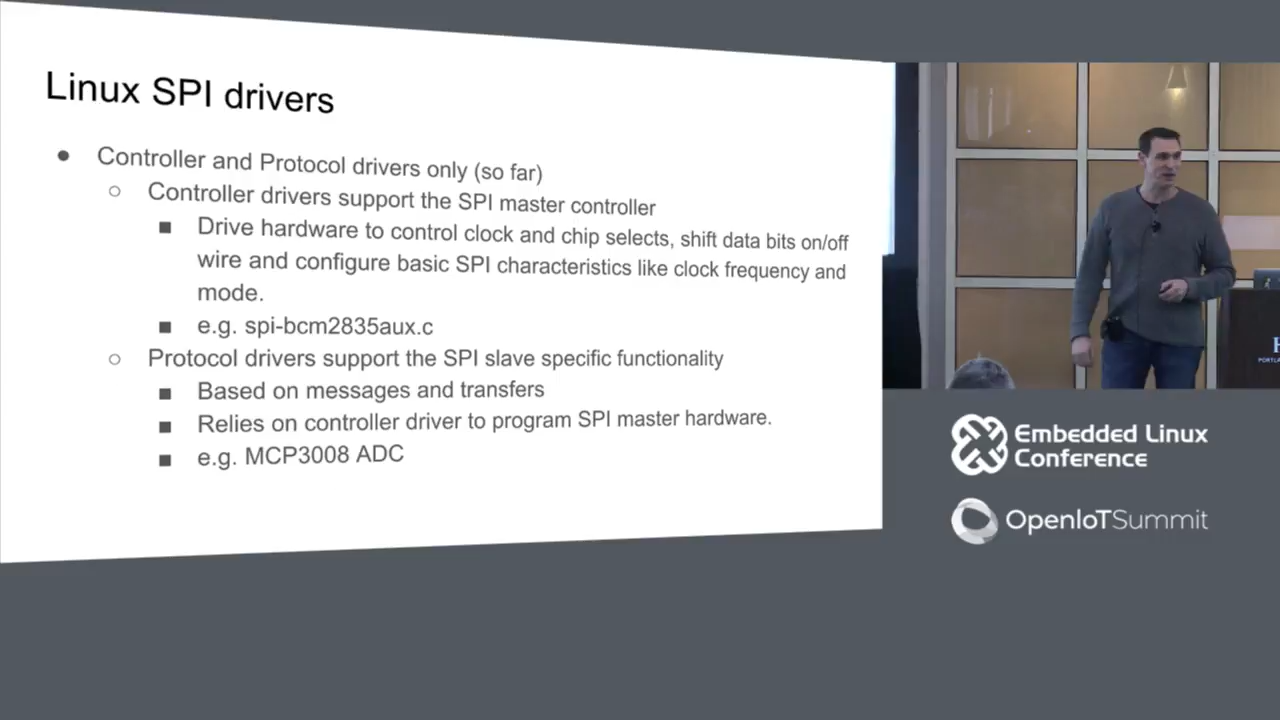 Linux SPI drivers
● Controller and Protocol drivers only (so far)
○ Controller drivers support the SPI master controller
■ Drive hardware to control clock and chip selects, shift data bits on/off
wire and configure basic SPI characteristics like clock frequency and
mode.
■ e.g. spi-bcm2835aux.c
○ Protocol drivers support the SPI slave specific functionality
■ Based on messages and transfers
■ Relies on controller driver to program SPI master hardware.
■ e.g. MCP3008 ADC
Embedded Linux
Conference
OpenIoTSummit